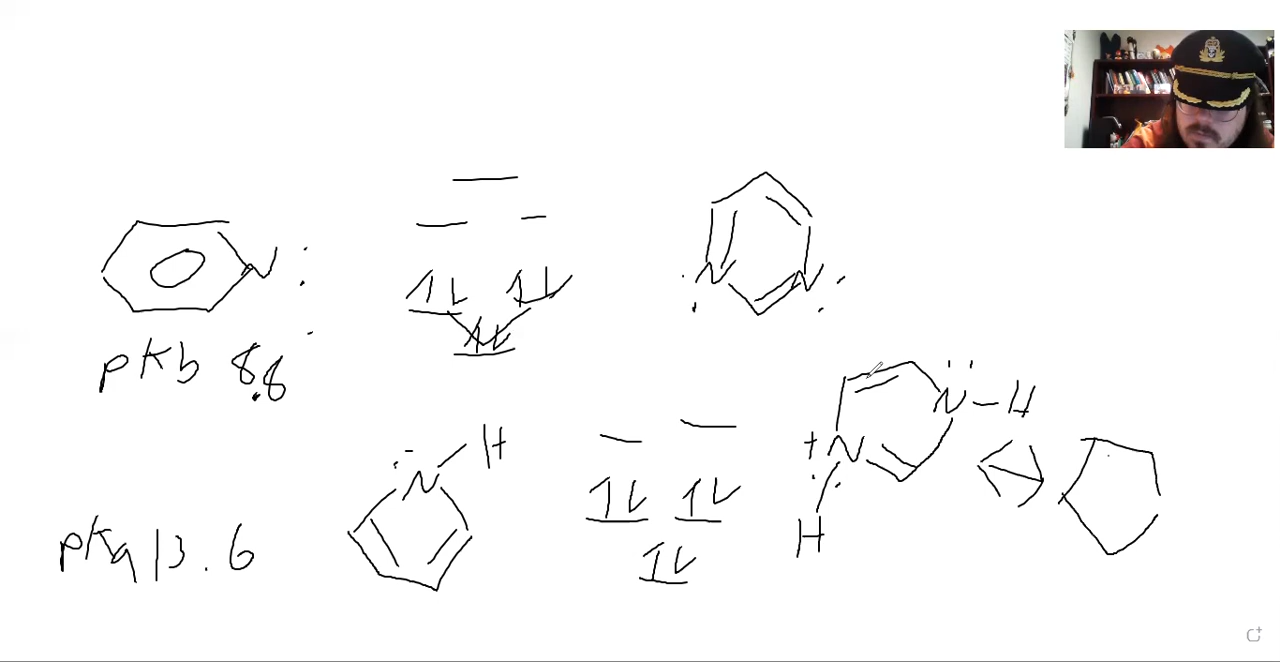 N:
pKb 8.8
:N
N:
N-H
pKa 13.6
N-H
+N
H